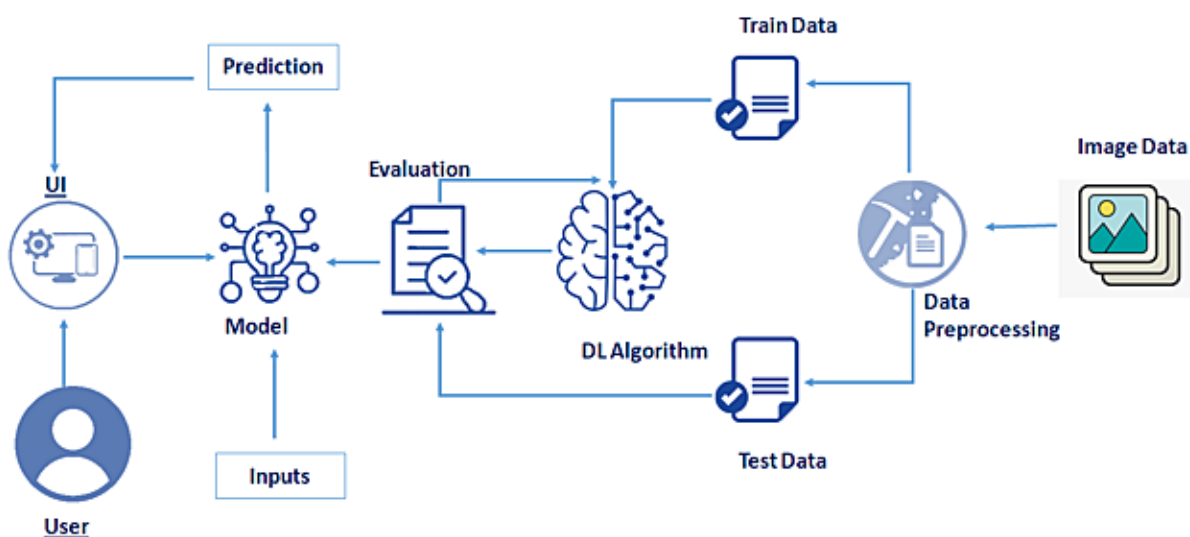 Train Data
Prediction
Image Data
Evaluation
UI
Data
Preprocessing
Model
DL Algorithm
Test Data
Inputs
User